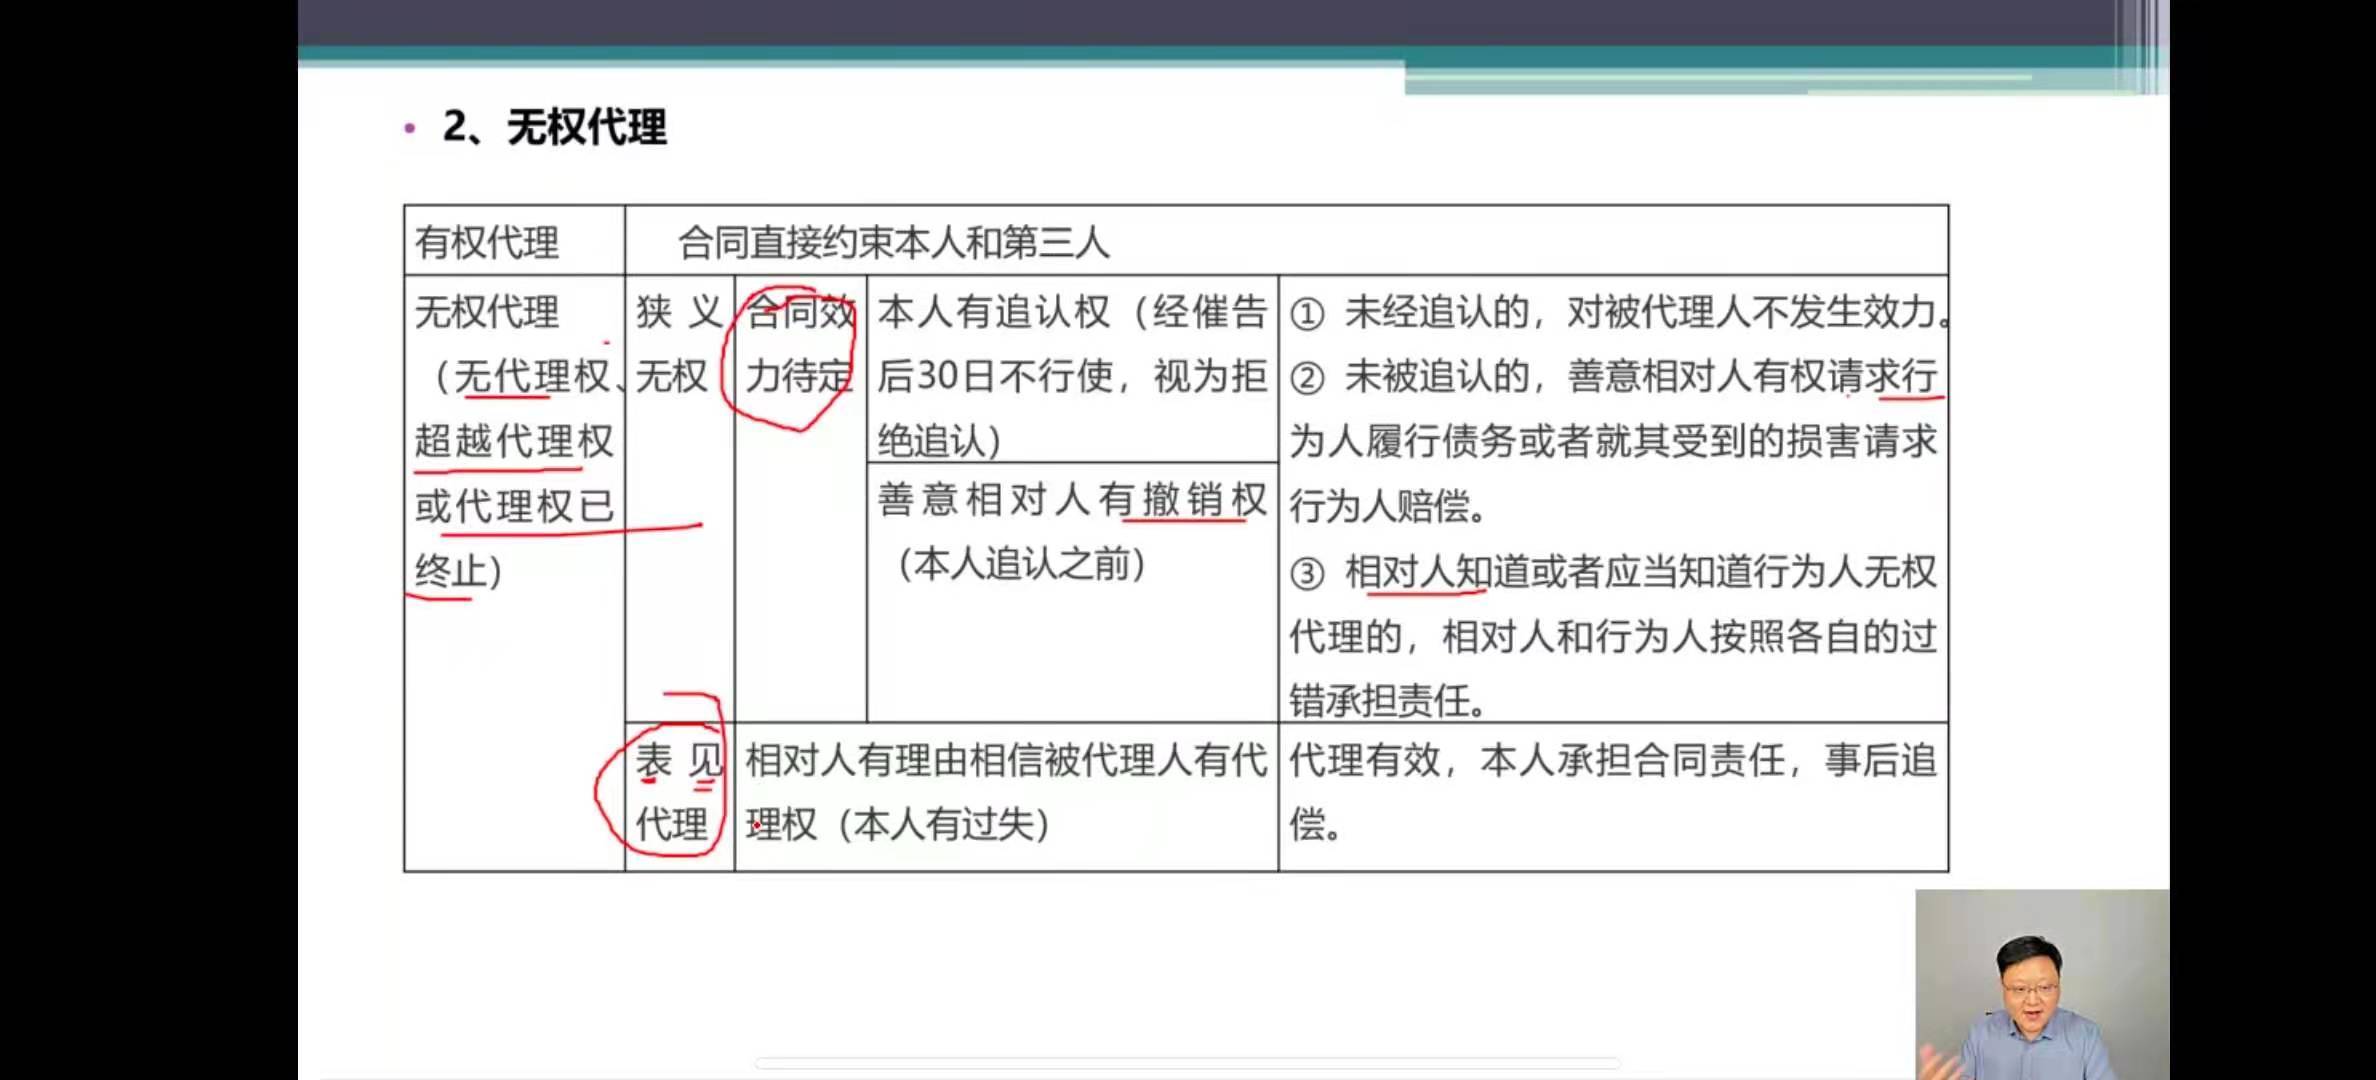 2、无权代理
有权代理
合同直接约束本人和第三人
无权代理
（无代理权、
超越代理权
或代理权已
终止）
狭义
无权
合同效
力待定
本人有追认权（经催告
后30日不行使，视为拒
绝追认）
善意相对人有撤销权
（本人追认之前）
① 未经追认的，对被代理人不发生效力。
② 未被追认的，善意相对人有权请求行
为人履行债务或者就其受到的损害请求
行为人赔偿。
③ 相对人知道或者应当知道行为人无权
代理的，相对人和行为人按照各自的过
错承担责任。
表见
代理
相对人有理由相信被代理人有代
理权（本人有过失）
代理有效，本人承担合同责任，事后追
偿。